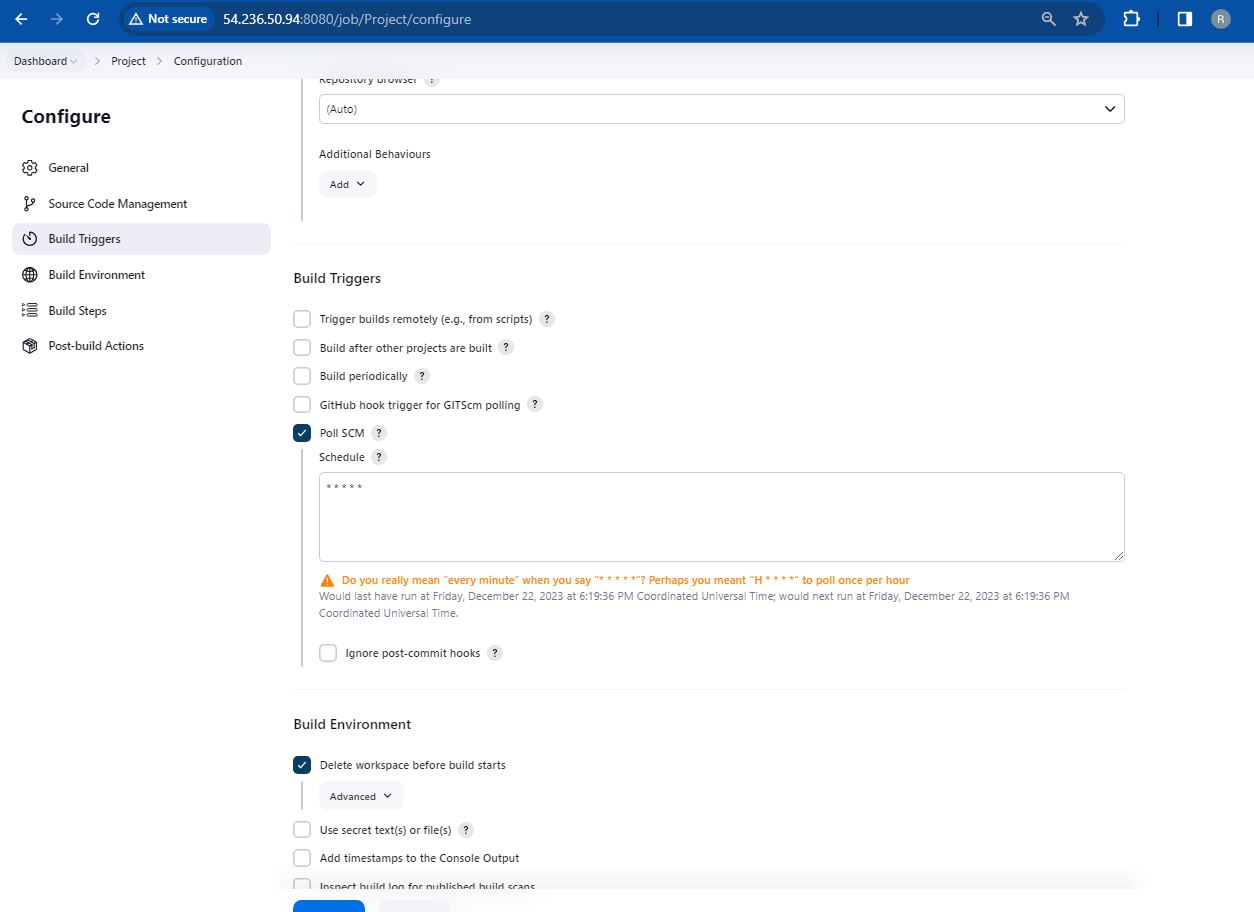 Not secure 54.236.50.94:8080/job/Project/configure R
Dashboard Project Configuration
Configure
General
Source Code Management
Build Triggers
Build Environment
Build Steps
Post-build Actions
Repository browser ?
(Auto)
Additional Behaviours
Add
Build Triggers
Trigger builds remotely (e.g., from scripts) ?
Build after other projects are built ?
Build periodically ?
GitHub hook trigger for GITScm polling ?
Poll SCM ?
Schedule ?
* * * * *
Do you really mean "every minute" when you say "* * * * *"? Perhaps you meant "H * * * *" to poll once per hour
Would last have run at Friday, December 22, 2023 at 6:19:36 PM Coordinated Universal Time; would next run at Friday, December 22, 2023 at 6:19:36 PM
Coordinated Universal Time.
Ignore post-commit hooks ?
Build Environment
Delete workspace before build starts
Advanced
Use secret text(s) or file(s) ?
Add timestamps to the Console Output
Inspect build log for published build scans